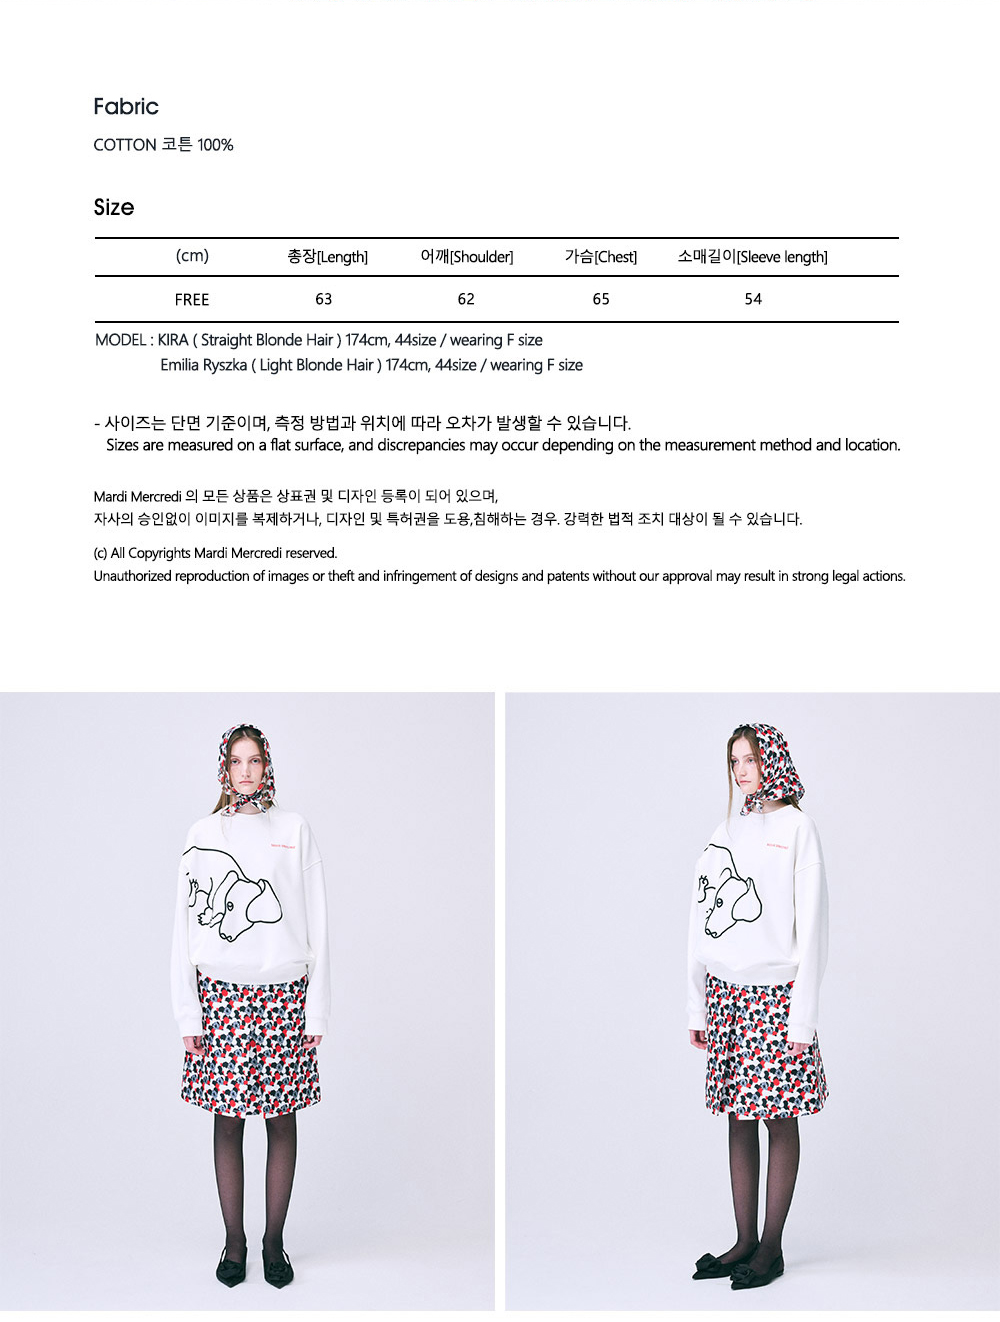 Fabric
COTTON 코튼 100%
Size
(cm) 총장[Length] 어깨[Shoulder] 가슴[Chest] 소매길이[Sleeve length]
FREE 63 62 65 54
MODEL : KIRA ( Straight Blonde Hair ) 174cm, 44size / wearing F size
Emilia Ryszka ( Light Blonde Hair ) 174cm, 44size / wearing F size
- 사이즈는 단면 기준이며, 측정 방법과 위치에 따라 오차가 발생할 수 있습니다.
Sizes are measured on a flat surface, and discrepancies may occur depending on the measurement method and location.
Mardi Mercredi 의 모든 상품은 상표권 및 디자인 등록이 되어 있으며,
자사의 승인없이 이미지를 복제하거나, 디자인 및 특허권을 도용,침해하는 경우. 강력한 법적 조치 대상이 될 수 있습니다.
(c) All Copyrights Mardi Mercredi reserved.
Unauthorized reproduction of images or theft and infringement of designs and patents without our approval may result in strong legal actions.